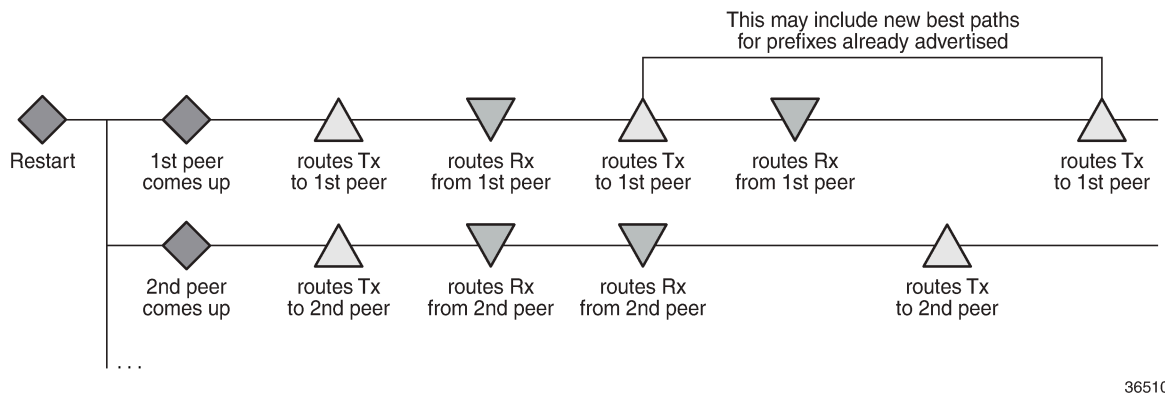 This may include new best paths
for prefixes already advertised
Restart
1st peer
comes up
routes Tx
to 1st peer
routes Rx
from 1st peer
routes Tx
to 1st peer
routes Rx
from 1st peer
routes Tx
to 1st peer
2nd peer
comes up
routes Tx
to 2nd peer
routes Rx
from 2nd peer
routes Rx
from 2nd peer
routes Tx
to 2nd peer
. . .
36510